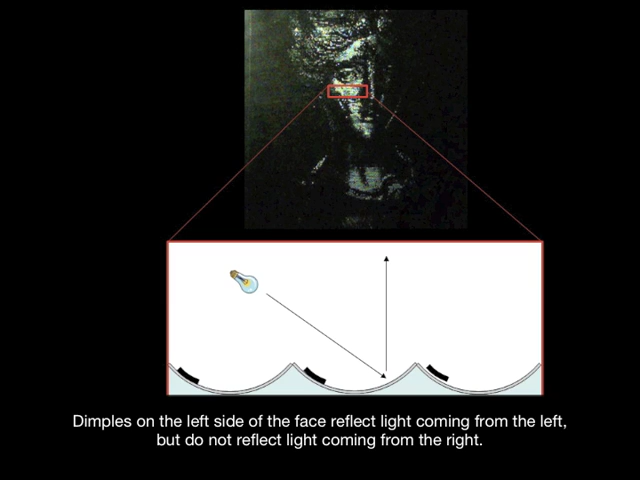 Dimples on the left side of the face reflect light coming from the left,
but do not reflect light coming from the right.